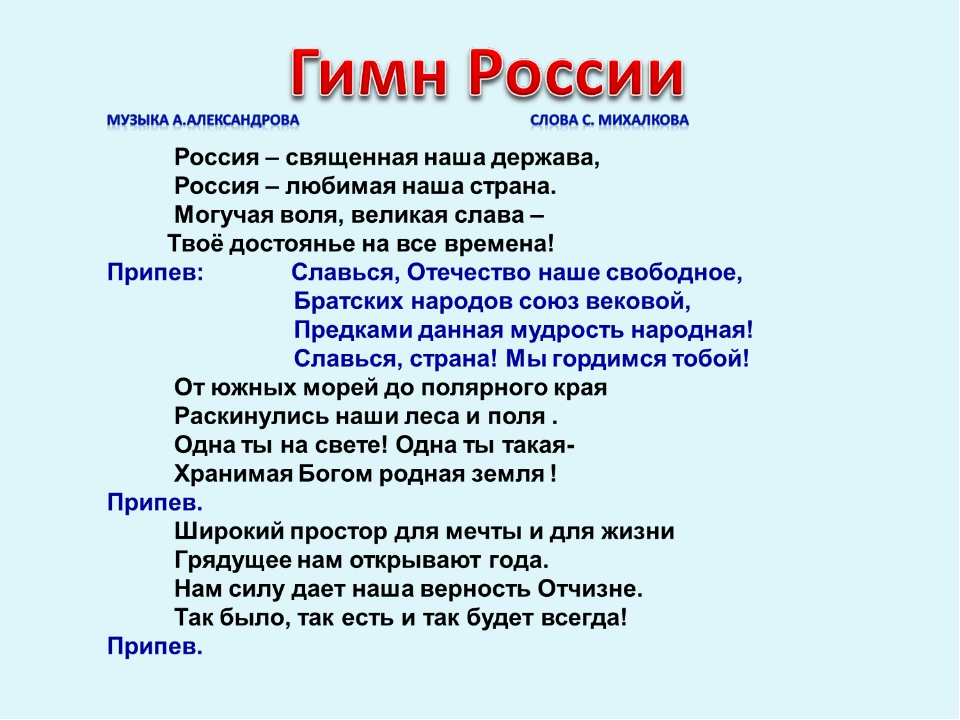 Гимн России
МУЗЫКА А.АЛЕКСАНДРОВА СЛОВА С. МИХАЛКОВА
Россия – священная наша держава,
Россия – любимая наша страна.
Могучая воля, великая слава –
Твоё достоянье на все времена!
Припев: Славься, Отечество наше свободное,
Братских народов союз вековой,
Предками данная мудрость народная!
Славься, страна! Мы гордимся тобой!
От южных морей до полярного края
Раскинулись наши леса и поля .
Одна ты на свете! Одна ты такая-
Хранимая Богом родная земля !
Припев.
Широкий простор для мечты и для жизни
Грядущее нам открывают года.
Нам силу дает наша верность Отчизне.
Так было, так есть и так будет всегда!
Припев.